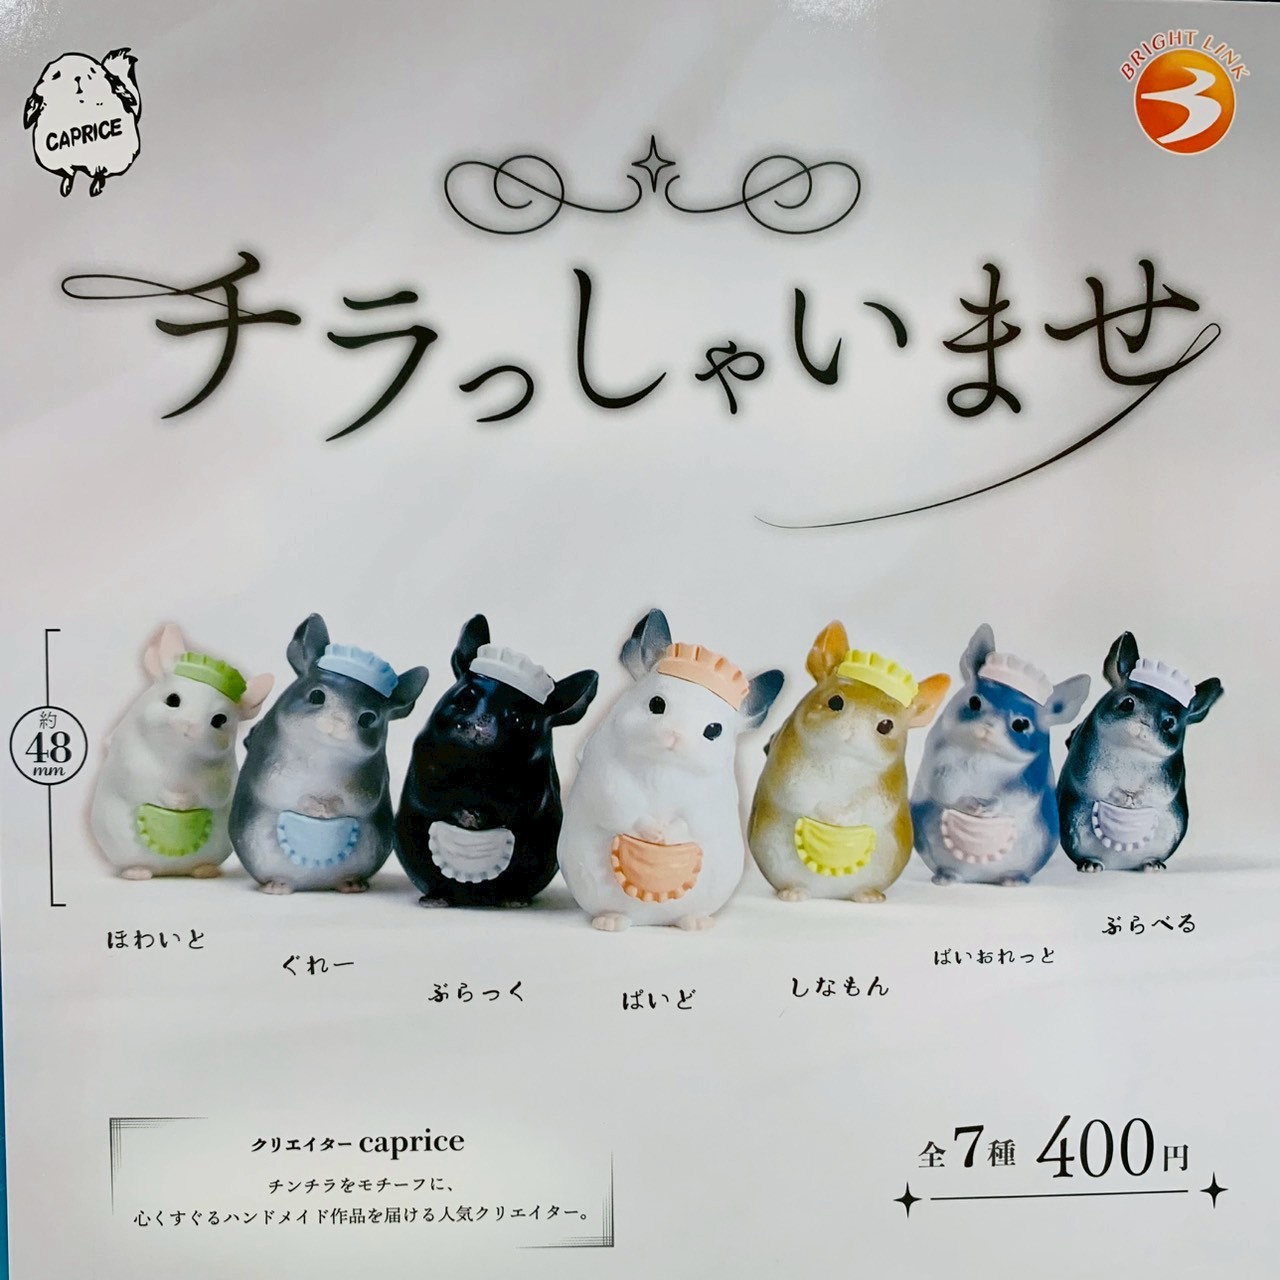 CAPRICE
BRIGHT LINK
チラっしゃいませ
約
48
mm
ほわいと
ぐれー
ぶらっく
ぱいど
しなもん
ばいおれっと
ぶらべる
クリエイター caprice
チンチラをモチーフに、
心くすぐるハンドメイド作品を届ける人気クリエイター。
全7種 400円